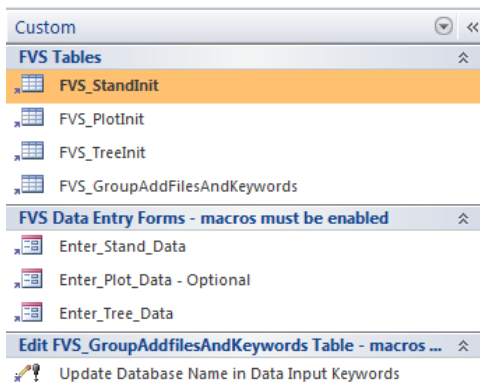 Custom
FVS Tables
FVS_StandInit
FVS_PlotInit
FVS_TreeInit
FVS_GroupAddFilesAndKeywords
FVS Data Entry Forms - macros must be enabled
Enter_Stand_Data
Enter_Plot_Data - Optional
Enter_Tree_Data
Edit FVS_GroupAddfilesAndKeywords Table - macros ...
Update Database Name in Data Input Keywords